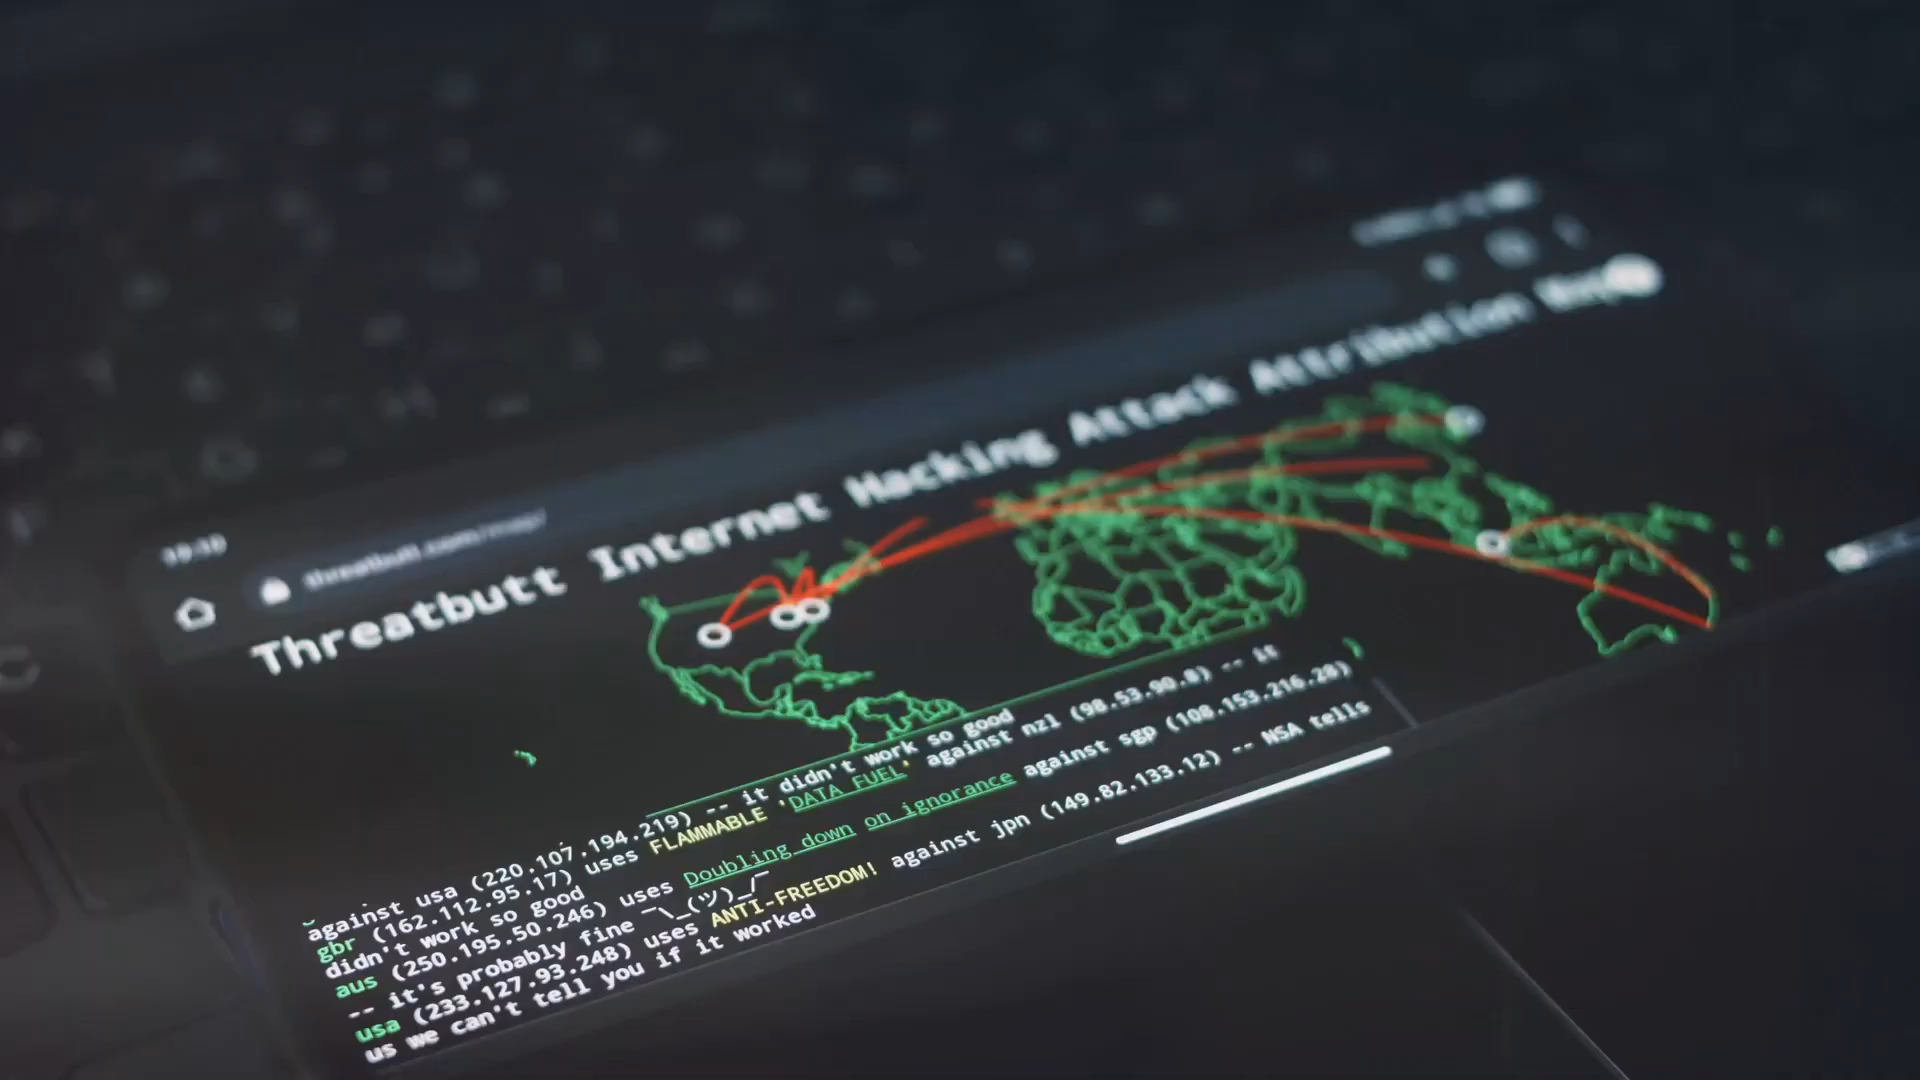 threatbutt.com/map/
Threatbutt Internet Hacking Attack Attribution Map
against usa (220.107.194.219) -- it didn't work so good
gbr (162.112.95.17) uses FLAMMABLE 'DATA FUEL' against nzl (98.53.90.8) -- it
didn't work so good
aus (250.195.50.246) uses Doubling down on ignorance against sgp (108.153.216.28)
-- it's probably fine ¯\_(ツ)_/¯
usa (233.127.93.248) uses ANTI-FREEDOM! against jpn (149.82.133.12) -- NSA tells
us we can't tell you if it worked